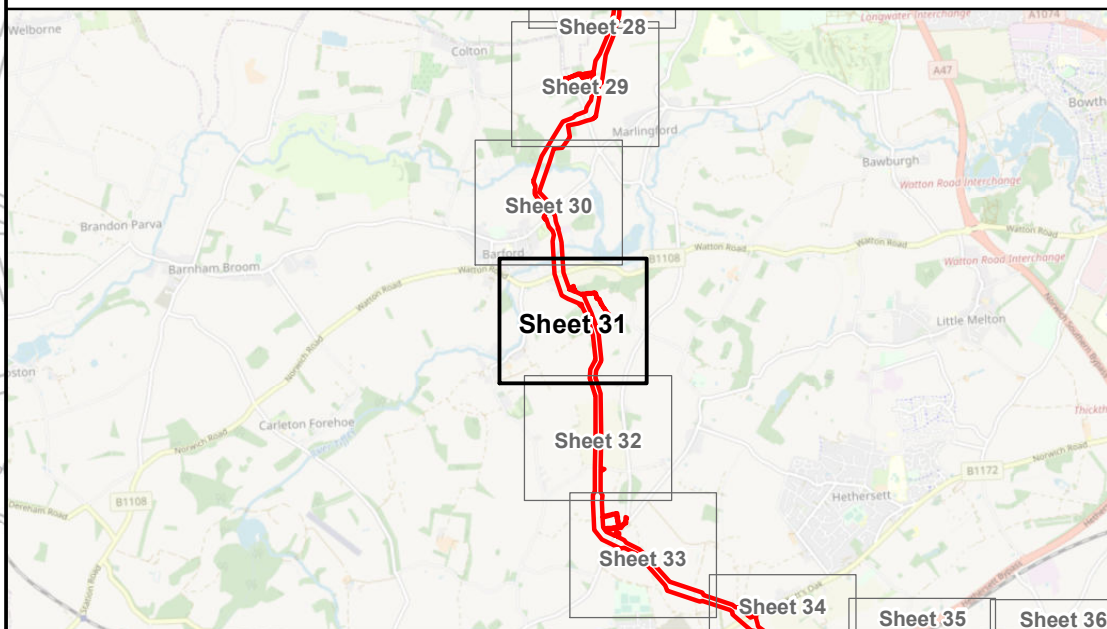 Welborne
Sheet 28
Longwater Interchange
A1074
Colton
A47
Sheet 29
Bowth
Marlingford
Bawburgh
Watton Road Interchange
Sheet 30
Brandon Parva
Watton Road
Barford
Watton Road
Watton Road
B1108
Barnham Broom
Watton Road
Watton Road Interchange
Watton Road
Norwich Southern Bypass
Sheet 31
Little Melton
Norwich Road
Carleton Forehoe
Thickth
Sheet 32
Norwich Road
Norwich Road
B1172
Hethersett
B1108
Dereham Road
Sheet 33
Station Road
Sheet 34
Sheet 35
Sheet 36